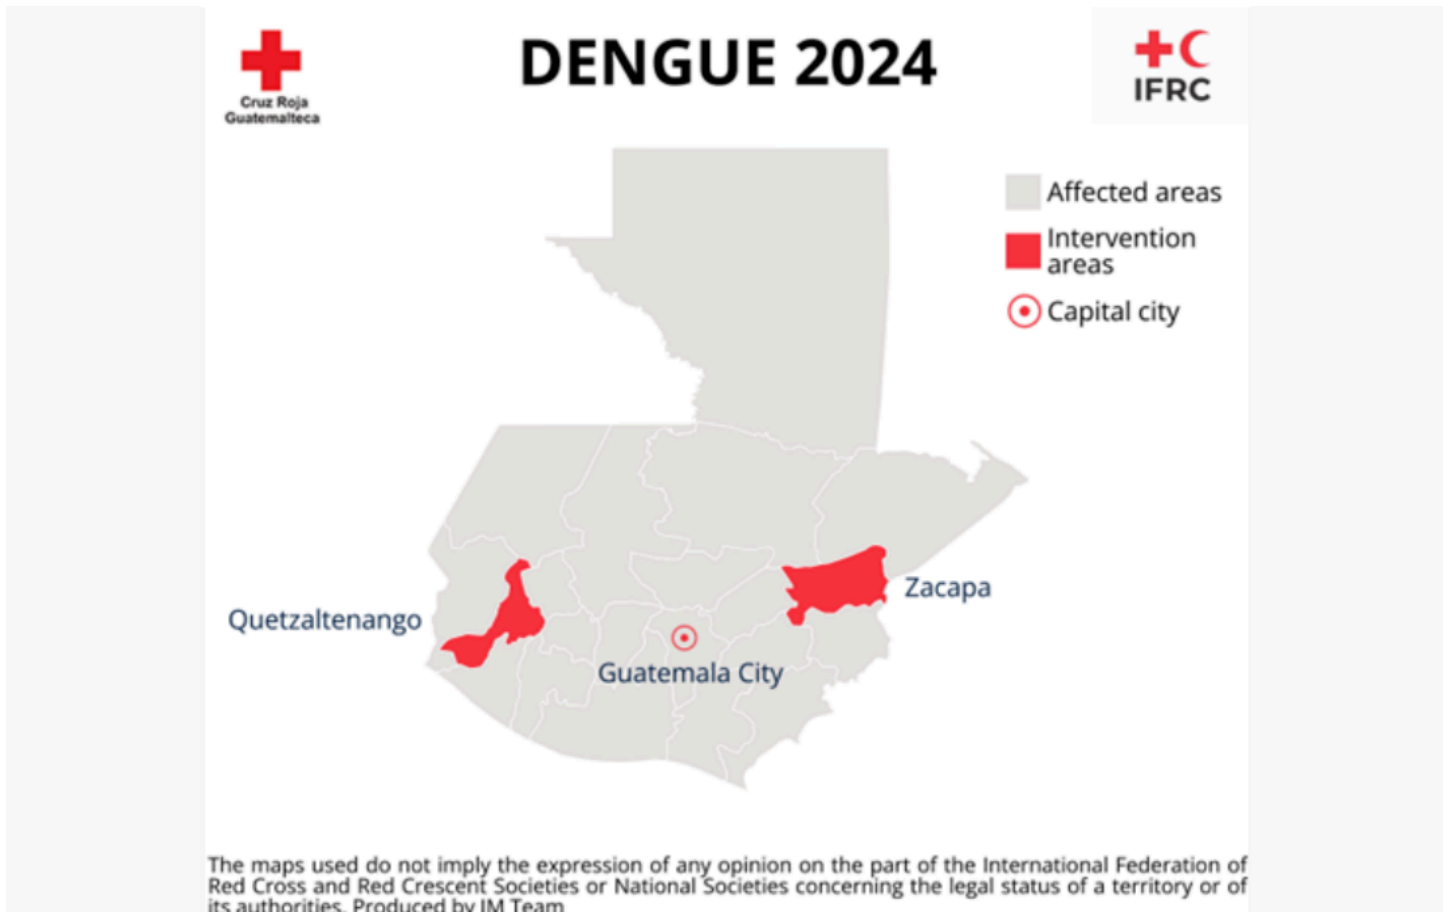 Cruz Roja
Guatemalteca
DENGUE 2024
IFRC
Affected areas
Intervention
areas
Capital city
Quetzaltenango
Zacapa
Guatemala City
The maps used do not imply the expression of any opinion on the part of the International Federation of
Red Cross and Red Crescent Societies or National Societies concerning the legal status of a territory or of
its authorities. Produced by IM Team